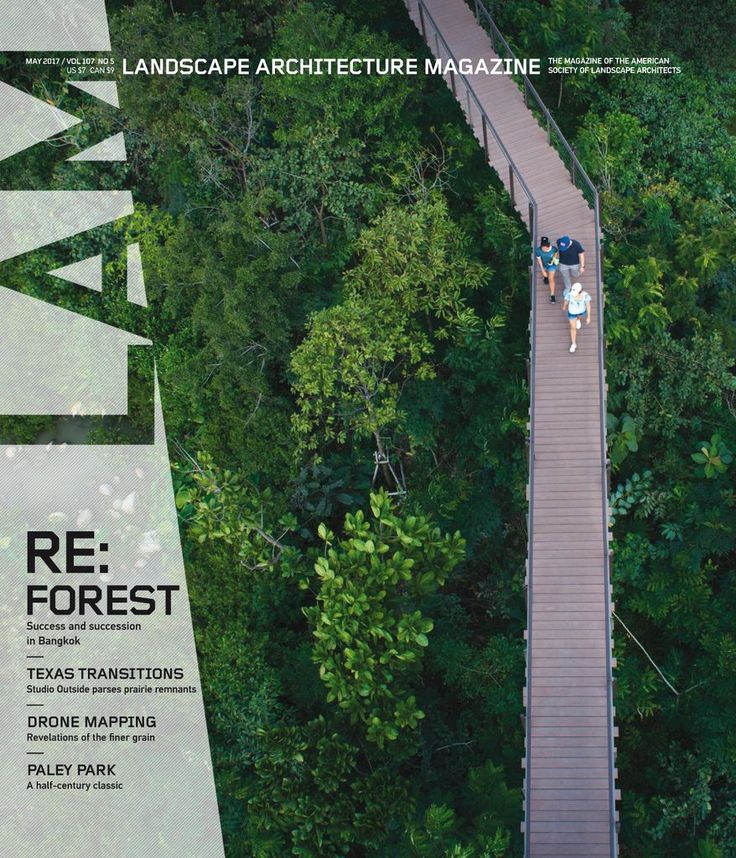 MAY 2017 / VOL 107 NO 5
US $7 CAN $9
LANDSCAPE ARCHITECTURE MAGAZINE
THE MAGAZINE OF THE AMERICAN
SOCIETY OF LANDSCAPE ARCHITECTS
LAM
RE:
FOREST
Success and succession
in Bangkok
TEXAS TRANSITIONS
Studio Outside parses prairie remnants
DRONE MAPPING
Revelations of the finer grain
PALEY PARK
A half-century classic